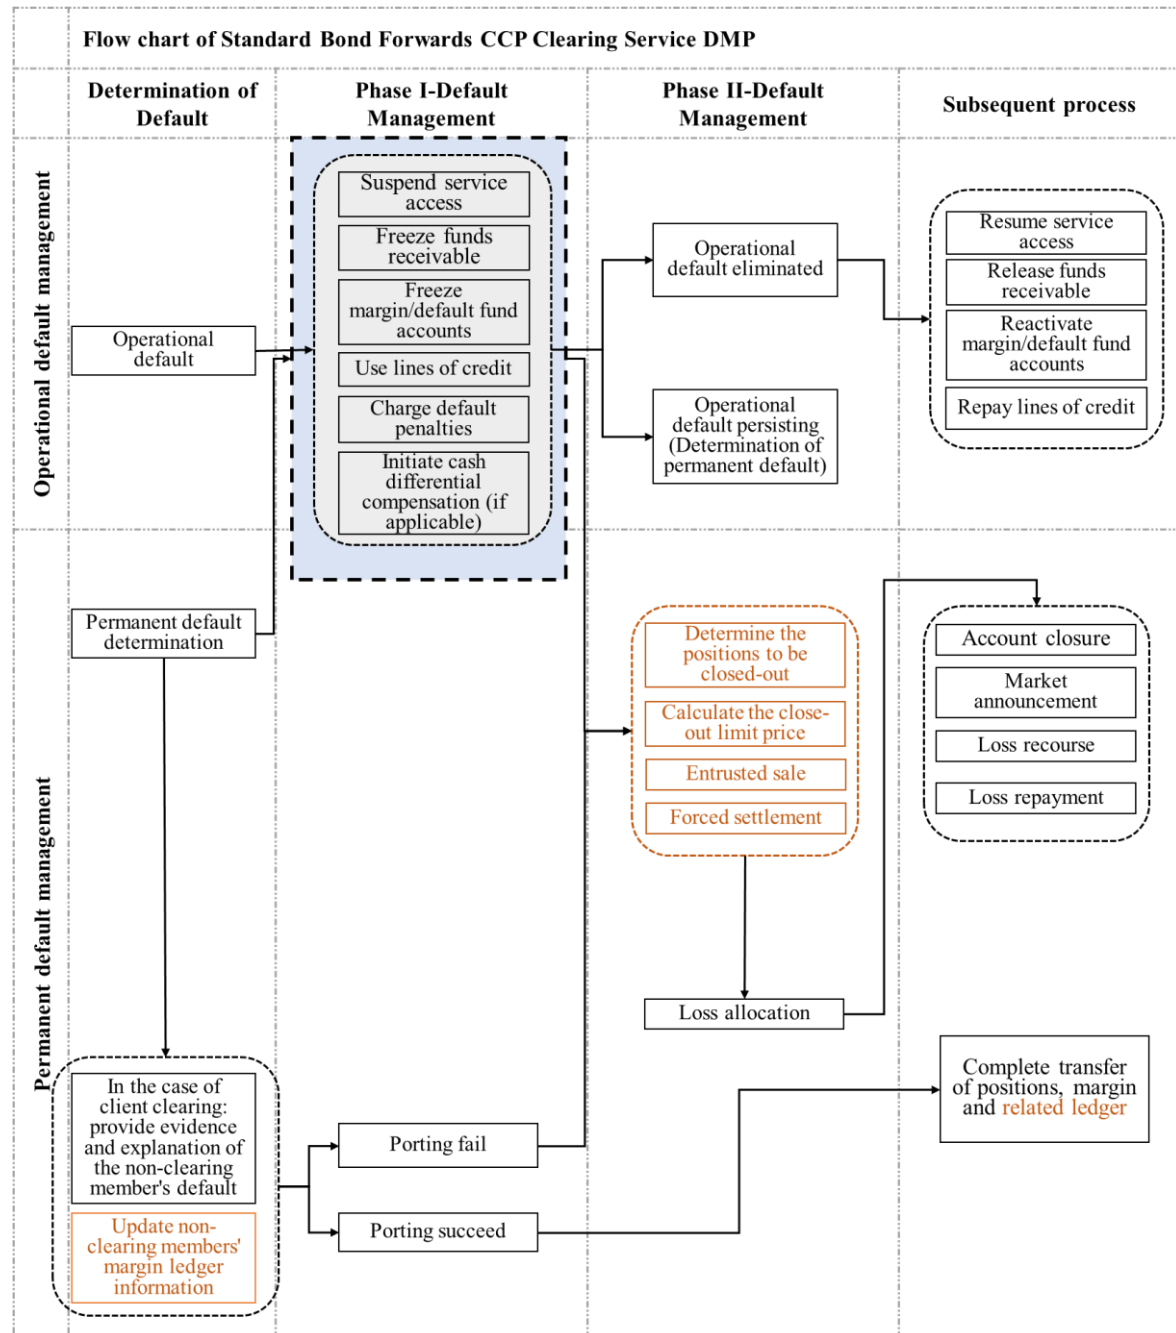 Flow chart of Standard Bond Forwards CCP Clearing Service DMP
Determination of
Default
Phase I-Default
Management
Phase II-Default
Management
Subsequent process
Operational default management
Operational
default
Suspend service
access
Freeze funds
receivable
Freeze
margin/default fund
accounts
Use lines of credit
Charge default
penalties
Initiate cash
differential
compensation (if
applicable)
Operational
default eliminated
Operational
default persisting
(Determination of
permanent default)
Resume service
access
Release funds
receivable
Reactivate
margin/default fund
accounts
Repay lines of credit
Permanent default management
Permanent default
determination
In the case of
client clearing:
provide evidence
and explanation of
the non-clearing
member's default
Update non-
clearing members'
margin ledger
information
Porting fail
Porting succeed
Determine the
positions to be
closed-out
Calculate the close-
out limit price
Entrusted sale
Forced settlement
Loss allocation
Account closure
Market
announcement
Loss recourse
Loss repayment
Complete transfer
of positions, margin
and related ledger